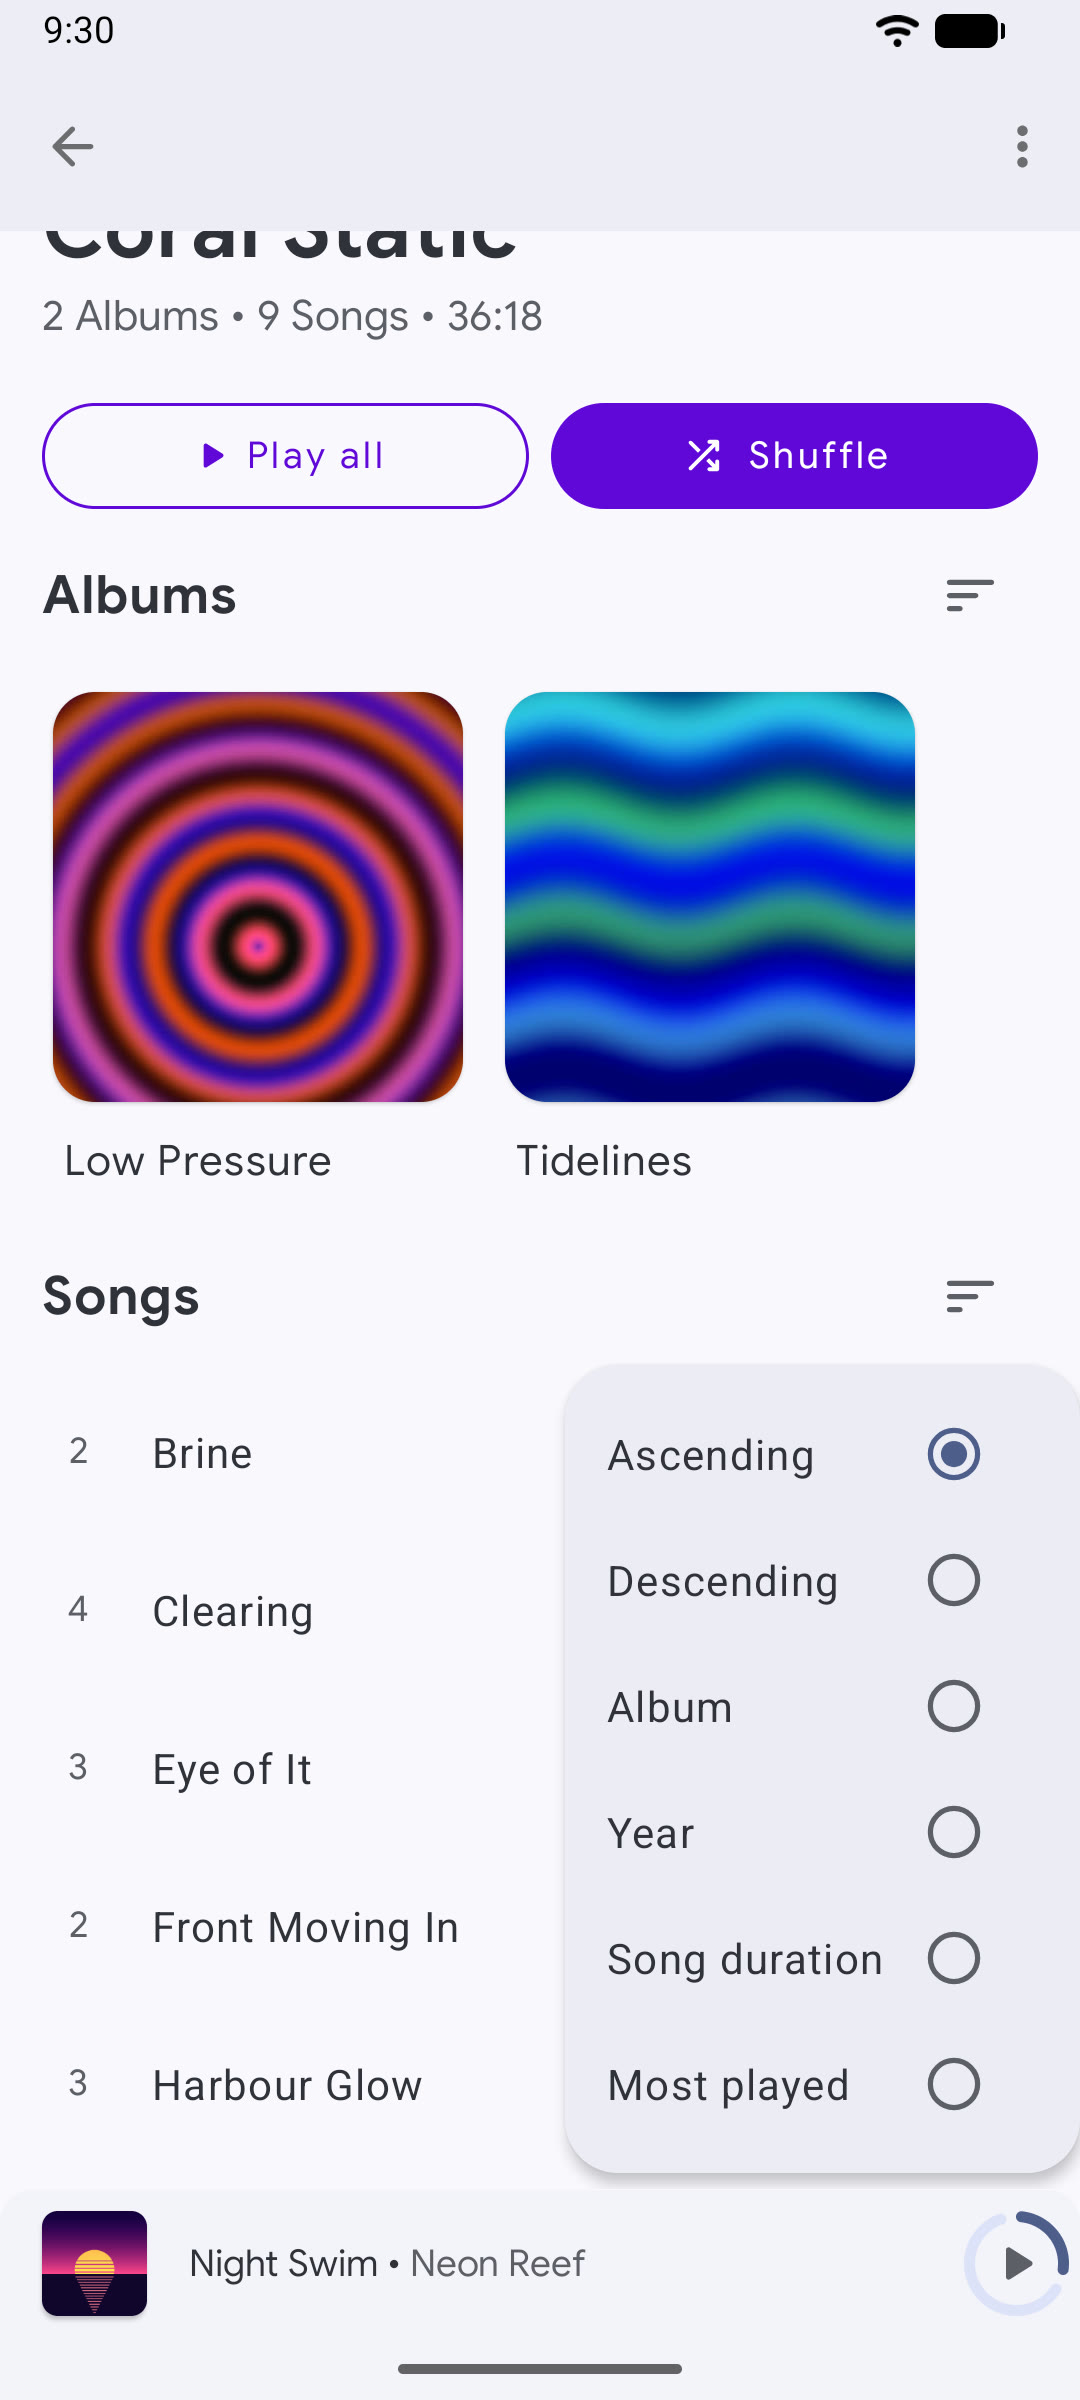 9:30
Coral Static
2 Albums • 9 Songs • 36:18
Play all
Shuffle
Albums
Low Pressure
Tidelines
Songs
2 Brine
4 Clearing
3 Eye of It
2 Front Moving In
3 Harbour Glow
Ascending
Descending
Album
Year
Song duration
Most played
Night Swim • Neon Reef